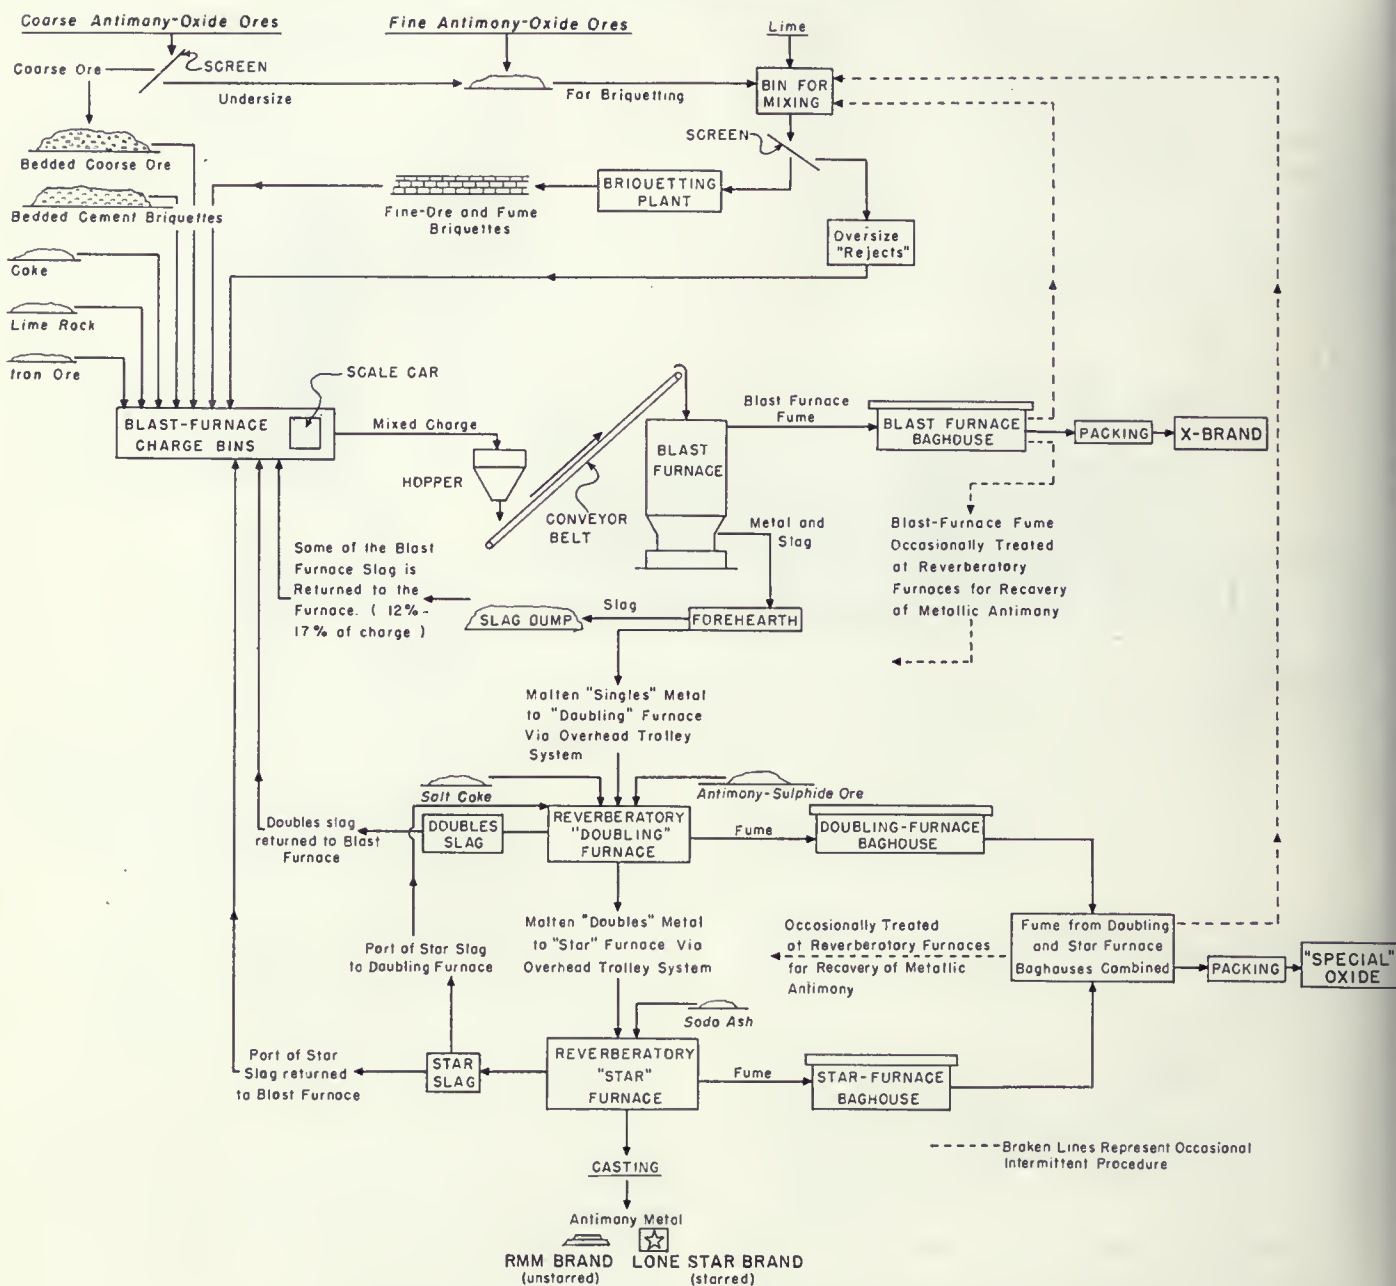 Coarse Antimany-Oxide Ores
Fine Antimony-Oxide Ores
Lime
Coarse Ore
SCREEN
Undersize
For Briquetting
BIN FOR
MIXING
SCREEN
Bedded Coarse Ore
Bedded Cement Briquettes
Fine-Ore and Fume
Briquettes
BRIQUETTING
PLANT
Oversize
"Rejects"
Coke
Lime Rock
Iron Ore
SCALE CAR
BLAST-FURNACE
CHARGE BINS
Mixed Charge
HOPPER
CONVEYOR
BELT
BLAST
FURNACE
Blast Furnace
Fume
BLAST FURNACE
BAGHOUSE
PACKING
X-BRAND
Metal and
Slag
Blast-Furnace Fume
Occasionally Treated
at Reverberatory
Furnaces for Recovery
of Metallic Antimany
Some of the Blast
Furnace Slag is
Returned to the
Furnace. ( 12%-
17% of charge )
SLAG DUMP
Slag
FOREHEARTH
Molten "Singles" Metal
to "Doubling" Furnace
Via Overhead Trolley
System
Salt Coke
Antimony-Sulphide Ore
Doubles slag
returned to Blast
Furnace
DOUBLES
SLAG
REVERBERATORY
"DOUBLING"
FURNACE
Fume
DOUBLING-FURNACE
BAGHOUSE
Part of Star Slag
to Doubling Furnace
Molten "Doubles" Metal
to "Star" Furnace Via
Overhead Trolley System
Occasionally Treated
at Reverberatory Furnaces
for Recovery of Metallic
Antimony
Fume from Doubling
and Star Furnace
Baghouses Combined
PACKING
"SPECIAL"
OXIDE
Soda Ash
Part of Star
Slag returned
to Blast Furnace
STAR
SLAG
REVERBERATORY
"STAR"
FURNACE
Fume
STAR-FURNACE
BAGHOUSE
Broken Lines Represent Occasional
Intermittent Procedure
CASTING
Antimany Metal
RMM BRAND
(unstarred)
LONE STAR BRAND
(starred)